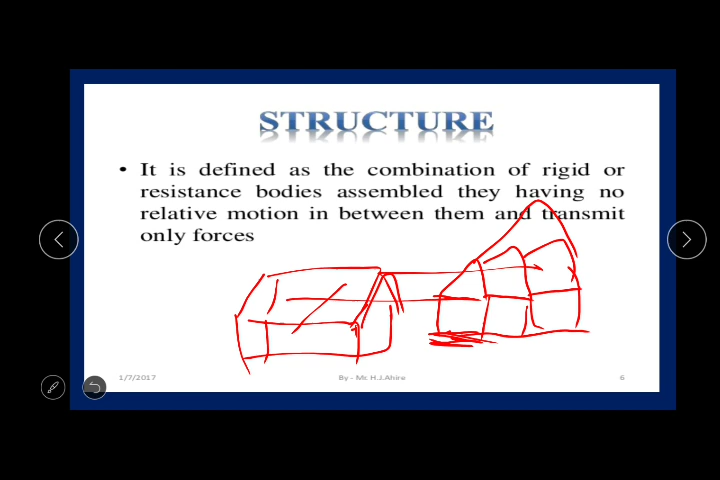 STRUCTURE
• It is defined as the combination of rigid or
resistance bodies assembled they having no
relative motion in between them and transmit
only forces
1/7/2017 By - Mr. H.J.Ahire 6